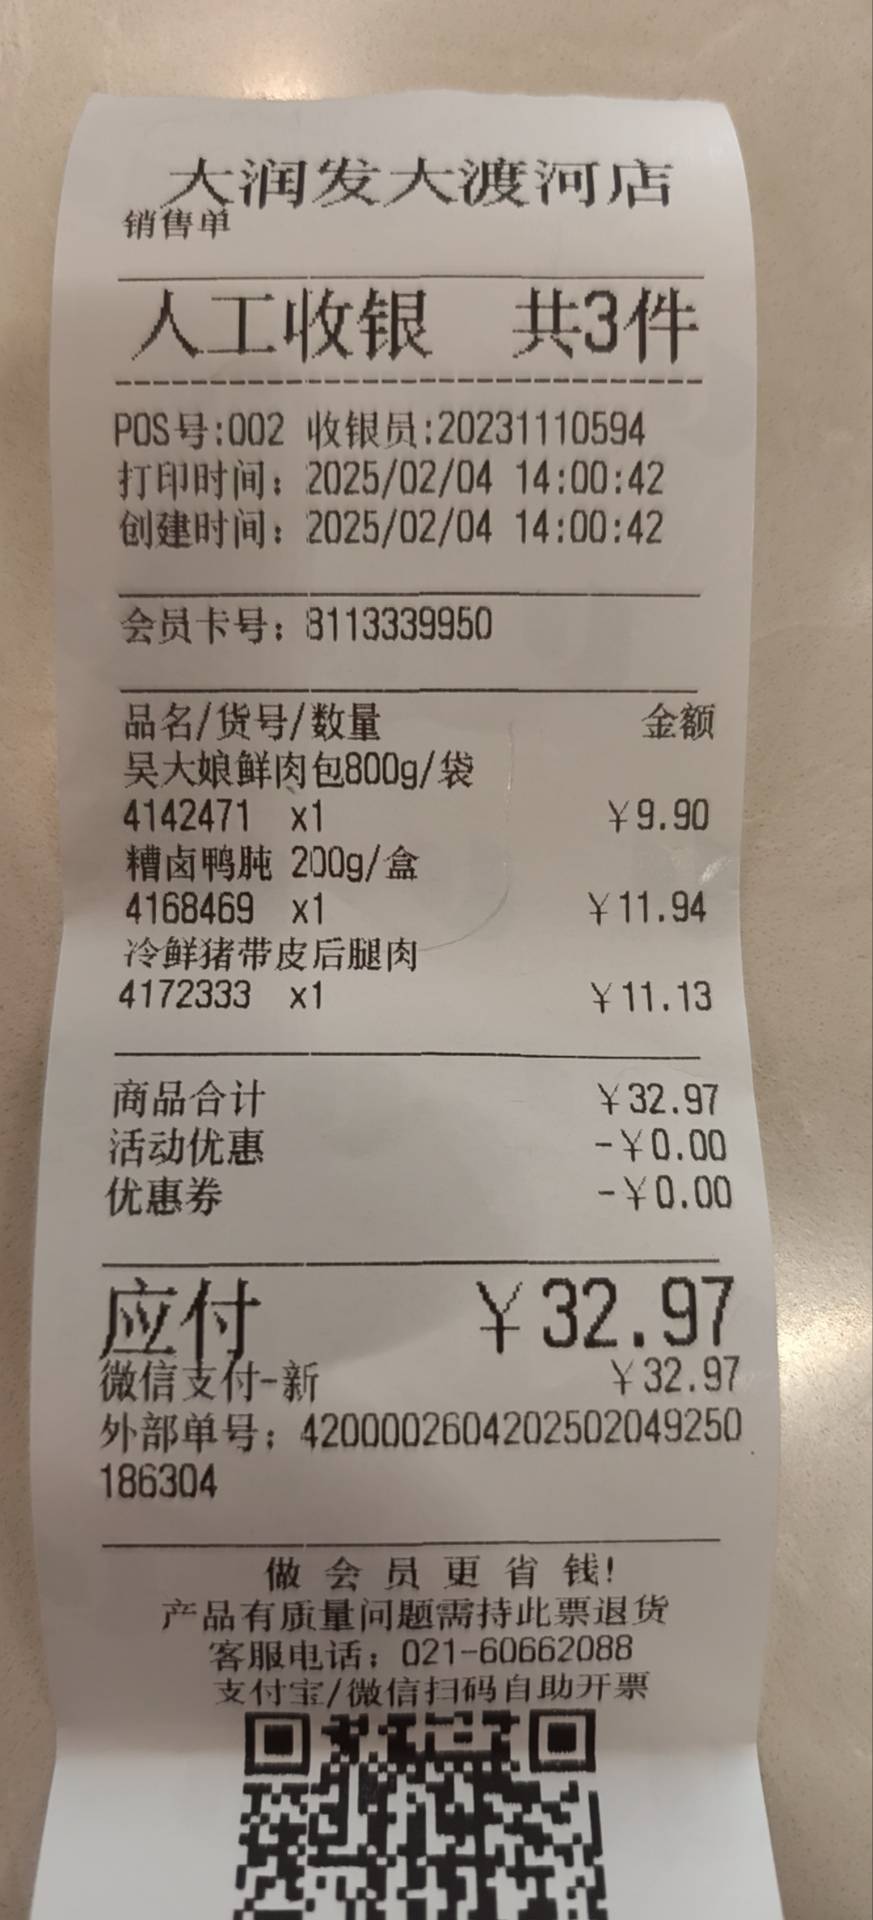 大润发大渡河店
销售单
人工收银 共3件
POS号:002 收银员:20231110594
打印时间: 2025/02/04 14:00:42
创建时间: 2025/02/04 14:00:42
会员卡号: 8113339950
品名/货号/数量 金额
吴大娘鲜肉包800g/袋
4142471 x1 ¥9.90
糟卤鸭肫 200g/盒
4168469 x1 ¥11.94
冷鲜猪带皮后腿肉
4172333 x1 ¥11.13
商品合计 ¥32.97
活动优惠 -¥0.00
优惠券 -¥0.00
应付 ¥32.97
微信支付-新 ¥32.97
外部单号: 4200002604202502049250
186304
做会员更省钱!
产品有质量问题需持此票退货
客服电话: 021-60662088
支付宝/微信扫码自助开票